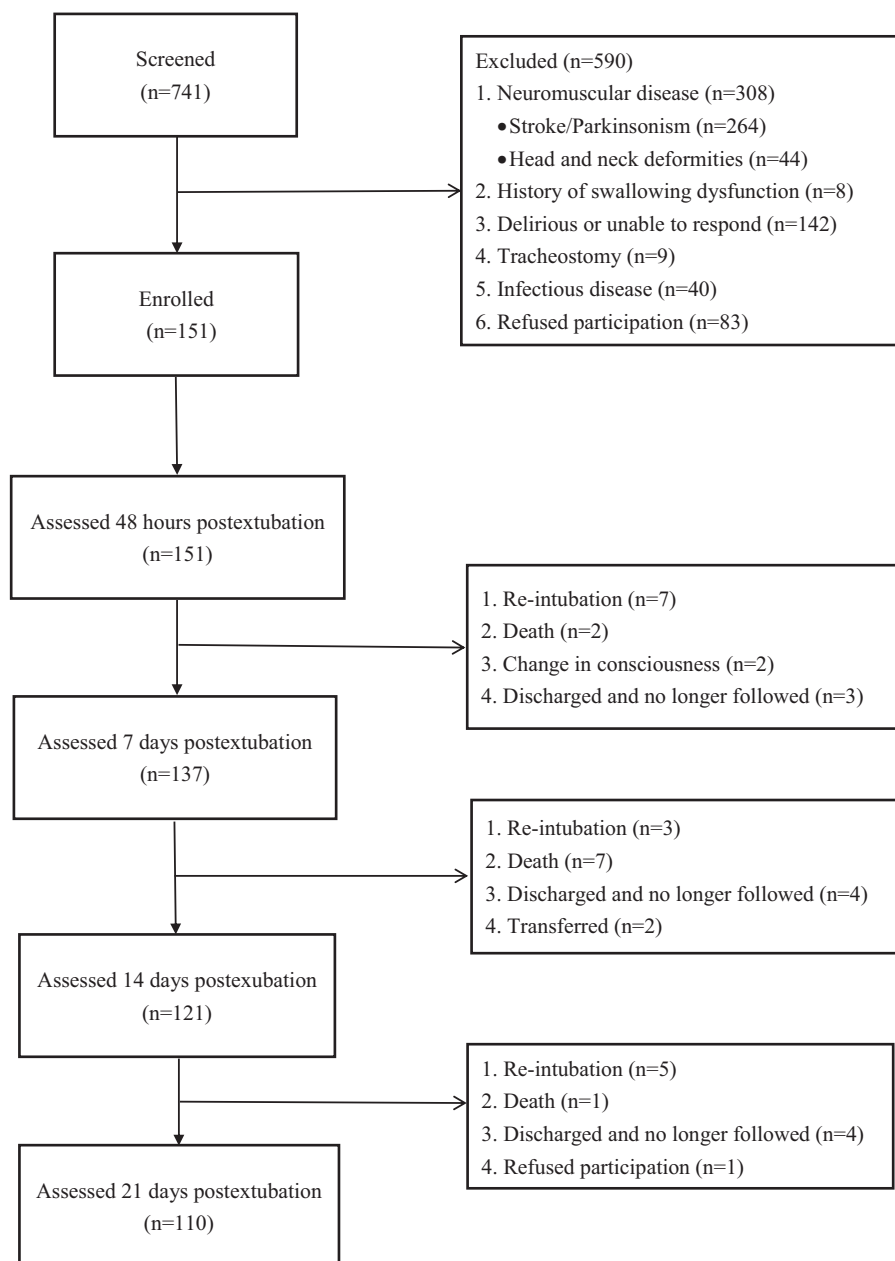 Screened
(n=741)
Excluded (n=590)
1. Neuromuscular disease (n=308)
•Stroke/Parkinsonism (n=264)
•Head and neck deformities (n=44)
2. History of swallowing dysfunction (n=8)
3. Delirious or unable to respond (n=142)
4. Tracheostomy (n=9)
5. Infectious disease (n=40)
6. Refused participation (n=83)
Enrolled
(n=151)
Assessed 48 hours postextubation
(n=151)
1. Re-intubation (n=7)
2. Death (n=2)
3. Change in consciousness (n=2)
4. Discharged and no longer followed (n=3)
Assessed 7 days postextubation
(n=137)
1. Re-intubation (n=3)
2. Death (n=7)
3. Discharged and no longer followed (n=4)
4. Transferred (n=2)
Assessed 14 days postexubation
(n=121)
1. Re-intubation (n=5)
2. Death (n=1)
3. Discharged and no longer followed (n=4)
4. Refused participation (n=1)
Assessed 21 days postextubation
(n=110)